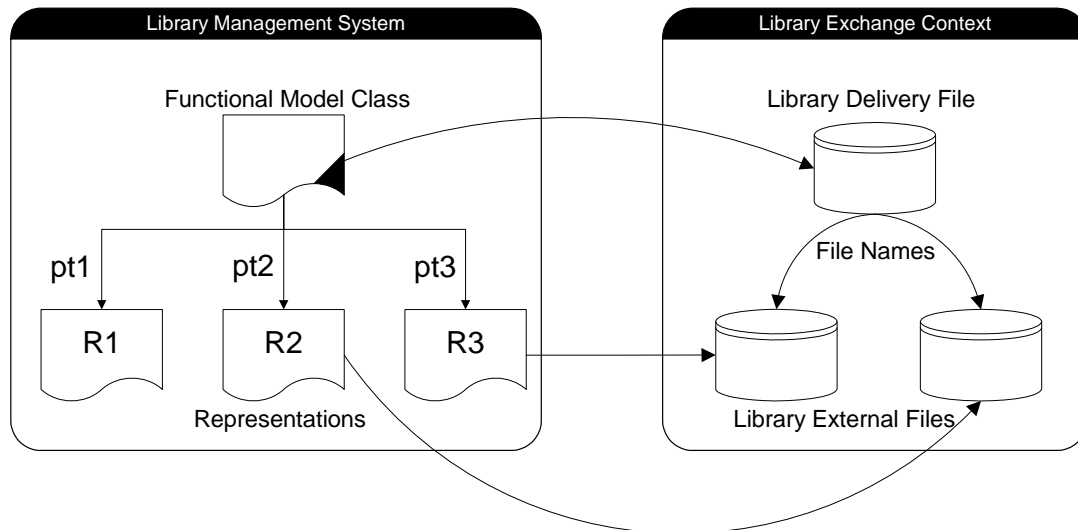 Library Management System
Library Exchange Context
Functional Model Class
Library Delivery File
File Names
pt1
pt2
pt3
R1
R2
R3
Representations
Library External Files